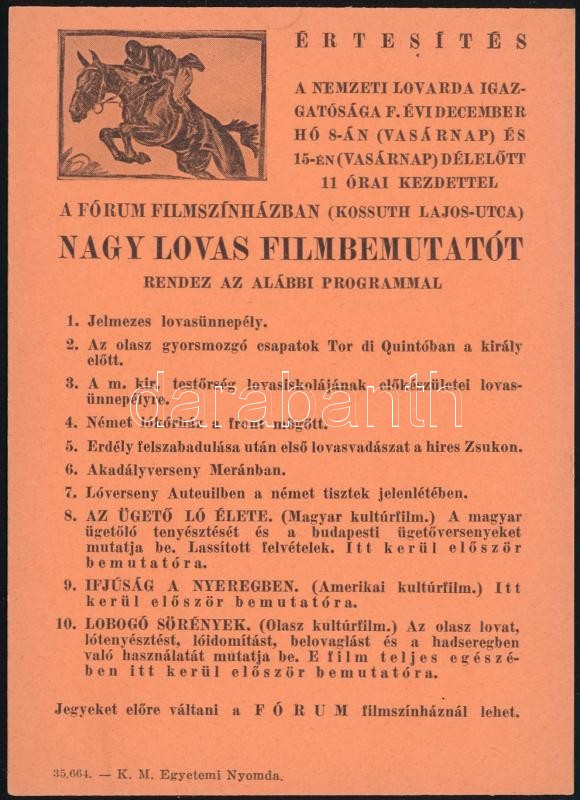 ÉRTESÍTÉS
A NEMZETI LOVARDA IGAZ-
GATÓSÁGA F. ÉVI DECEMBER
HÓ 8-ÁN (VASÁRNAP) ÉS
15-ÉN (VASÁRNAP) DÉLELŐTT
11 ÓRAI KEZDETTEL
A FÓRUM FILMSZÍNHÁZBAN (KOSSUTH LAJOS-UTCA)
NAGY LOVAS FILMBEMUTATÓT
RENDEZ AZ ALÁBBI PROGRAMMAL
1. Jelmezes lovasünnepély.
2. Az olasz gyorsmozgó csapatok Tor di Quintóban a király
előtt.
3. A m. kir. testőrség lovasiskolájának előkészületei lovas-
ünnepélyre.
4. Német lókórház a front mögött.
5. Erdély felszabadulása után első lovasvadászat a hires Zsukon.
6. Akadályverseny Meránban.
7. Lóverseny Auteuilben a német tisztek jelenlétében.
8. AZ ÜGETŐ LÓ ÉLETE. (Magyar kultúrfilm.) A magyar
ügetőló tenyésztését és a budapesti ügetőversenyeket
mutatja be. Lassított felvételek. Itt kerül először
bemutatóra.
9. IFJÚSÁG A NYEREGBEN. (Amerikai kultúrfilm.) Itt
kerül először bemutatóra.
10. LOBOGÓ SÖRÉNYEK. (Olasz kultúrfilm.) Az olasz lovat,
lótenyésztést, lóidomítást, belovaglást és a hadseregben
való használatát mutatja be. E film teljes egészé-
ben itt kerül először bemutatóra.
Jegyeket előre váltani a FÓRUM filmszínháznál lehet.
35,664. — K. M. Egyetemi Nyomda.
darabanth